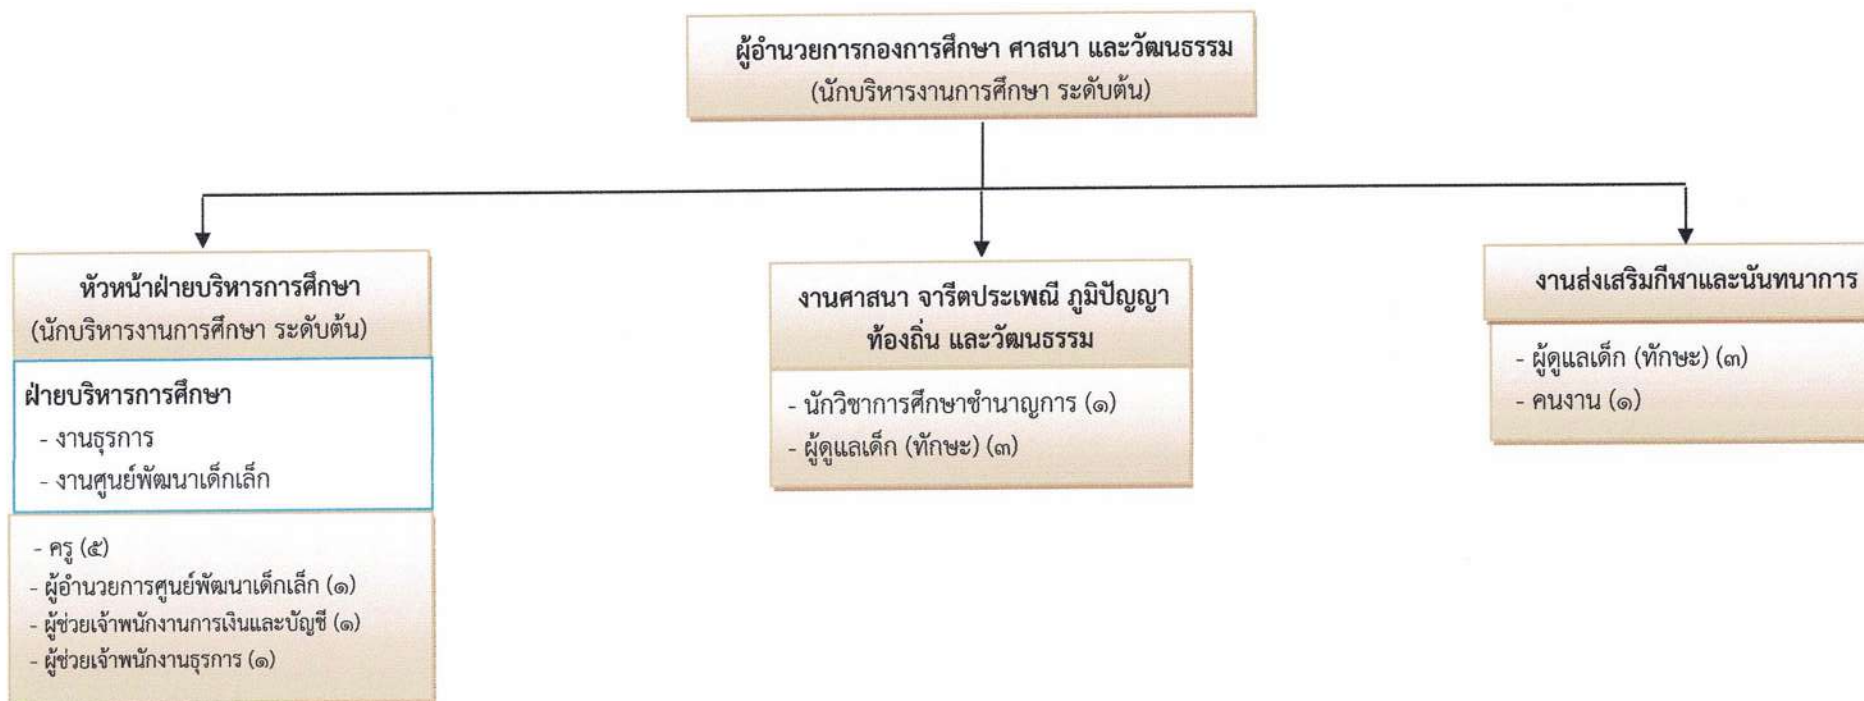 ผู้อำนวยการกองการศึกษา ศาสนา และวัฒนธรรม
(นักบริหารงานการศึกษา ระดับต้น)
หัวหน้าฝ่ายบริหารการศึกษา
(นักบริหารงานการศึกษา ระดับต้น)
ฝ่ายบริหารการศึกษา
- งานธุรการ
- งานศูนย์พัฒนาเด็กเล็ก
- ครู (๕)
- ผู้อำนวยการศูนย์พัฒนาเด็กเล็ก (๑)
- ผู้ช่วยเจ้าพนักงานการเงินและบัญชี (๑)
- ผู้ช่วยเจ้าพนักงานธุรการ (๑)
งานศาสนา จารีตประเพณี ภูมิปัญญา
ท้องถิ่น และวัฒนธรรม
- นักวิชาการศึกษาชำนาญการ (๑)
- ผู้ดูแลเด็ก (ทักษะ) (๓)
งานส่งเสริมกีฬาและนันทนาการ
- ผู้ดูแลเด็ก (ทักษะ) (๓)
- คนงาน (๑)